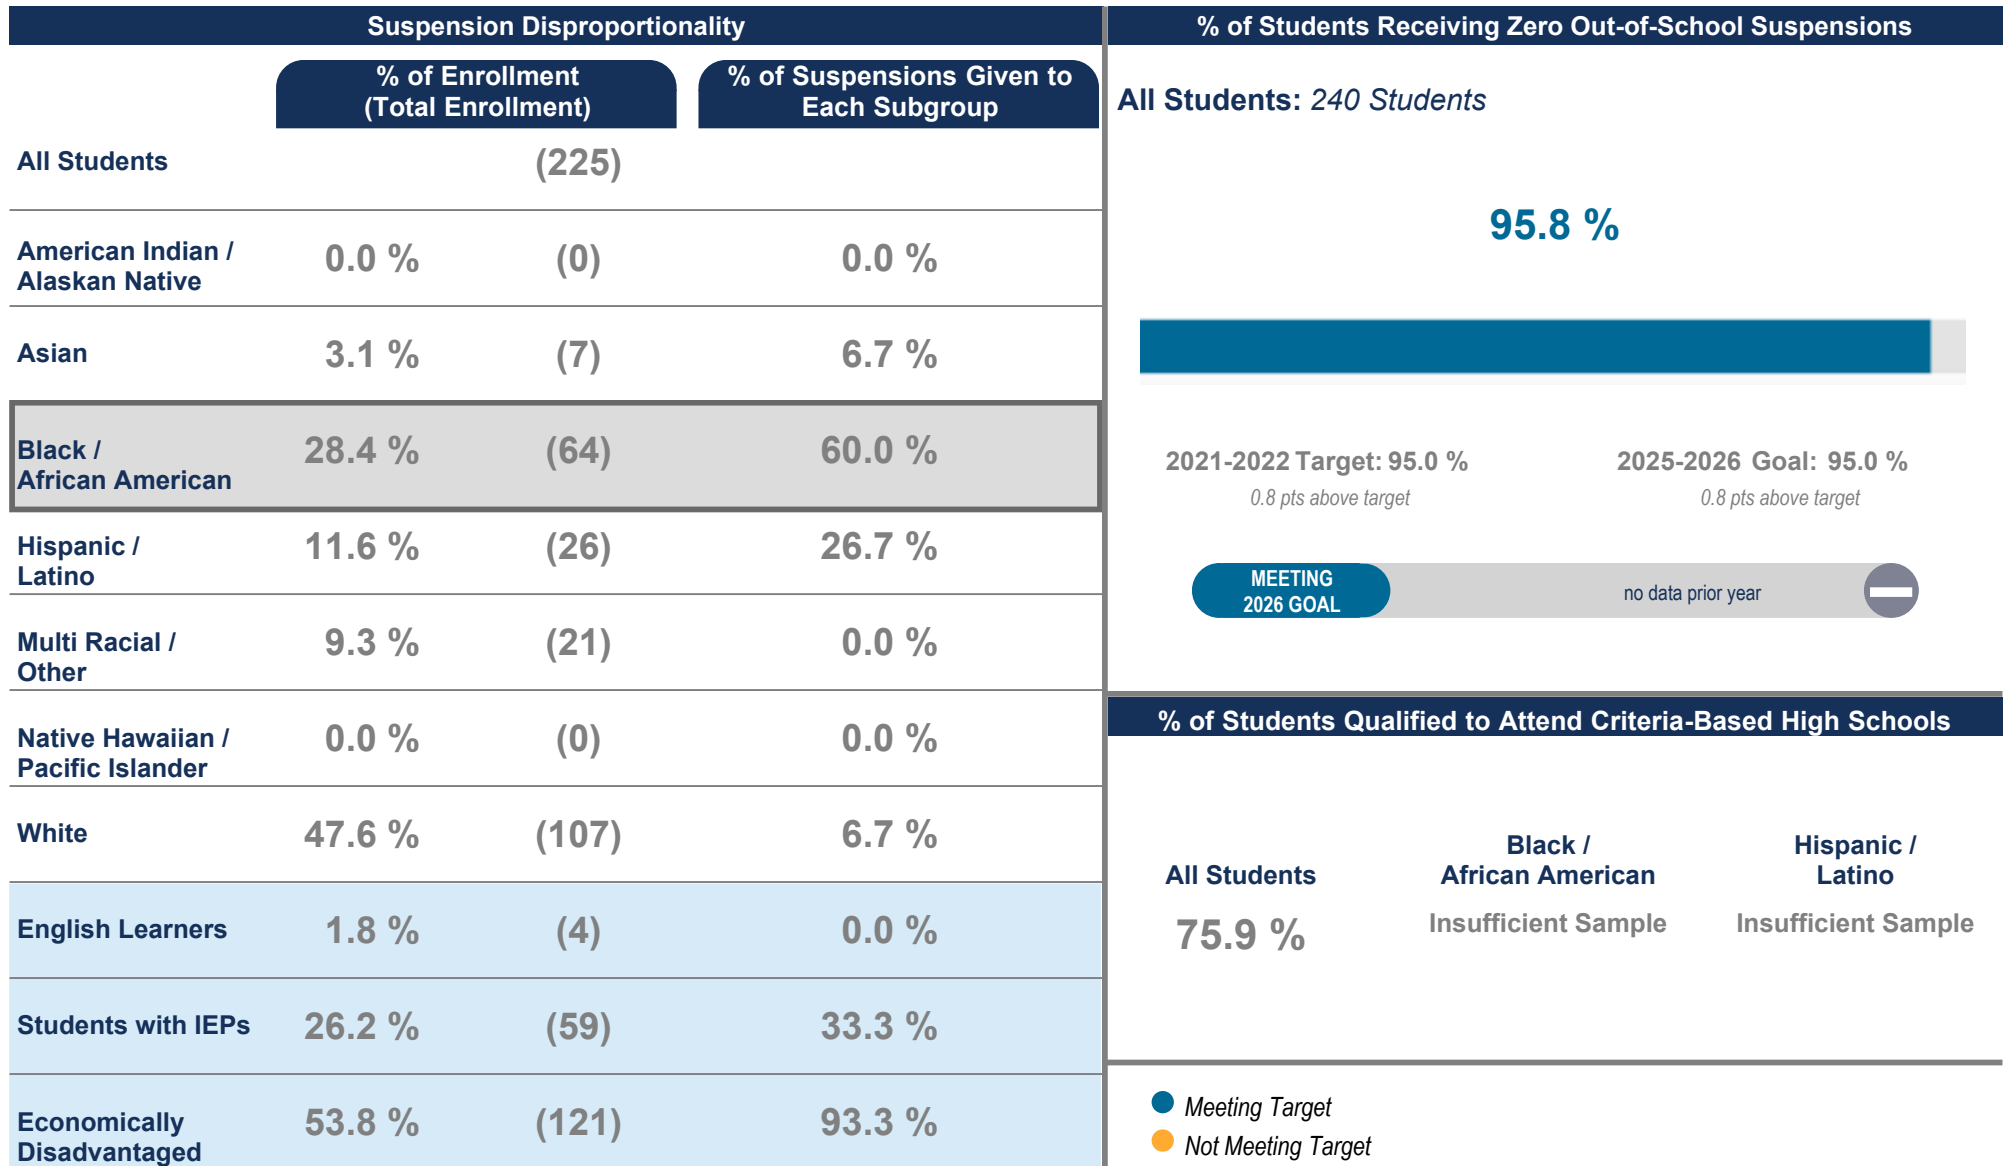 Suspension Disproportionality
% of Enrollment
(Total Enrollment)
% of Suspensions Given to
Each Subgroup
All Students (225)
American Indian /
Alaskan Native
0.0 % (0) 0.0 %
Asian 3.1 % (7) 6.7 %
Black /
African American
28.4 % (64) 60.0 %
Hispanic /
Latino
11.6 % (26) 26.7 %
Multi Racial /
Other
9.3 % (21) 0.0 %
Native Hawaiian /
Pacific Islander
0.0 % (0) 0.0 %
White 47.6 % (107) 6.7 %
English Learners 1.8 % (4) 0.0 %
Students with IEPs 26.2 % (59) 33.3 %
Economically
Disadvantaged
53.8 % (121) 93.3 %
% of Students Receiving Zero Out-of-School Suspensions
All Students: 240 Students
95.8 %
2021-2022 Target: 95.0 %
0.8 pts above target
2025-2026 Goal: 95.0 %
0.8 pts above target
MEETING
2026 GOAL
no data prior year
% of Students Qualified to Attend Criteria-Based High Schools
All Students
75.9 %
Black /
African American
Insufficient Sample
Hispanic /
Latino
Insufficient Sample
Meeting Target
Not Meeting Target